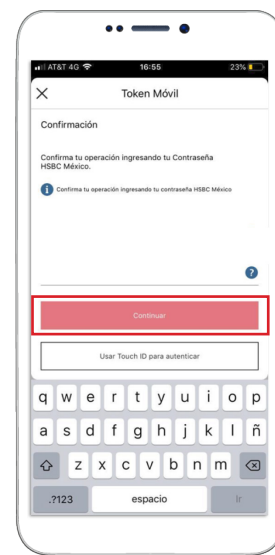 AT&T 4G 16:55 23%
Token Móvil
Confirmación
Confirma tu operación ingresando tu Contraseña
HSBC México.
Confirma tu operación ingresando tu contraseña HSBC México
?
Continuar
Usar Touch ID para autenticar
q w e r t y u i o p
a s d f g h j k l ñ
z x c v b n m
.?123 espacio Ir